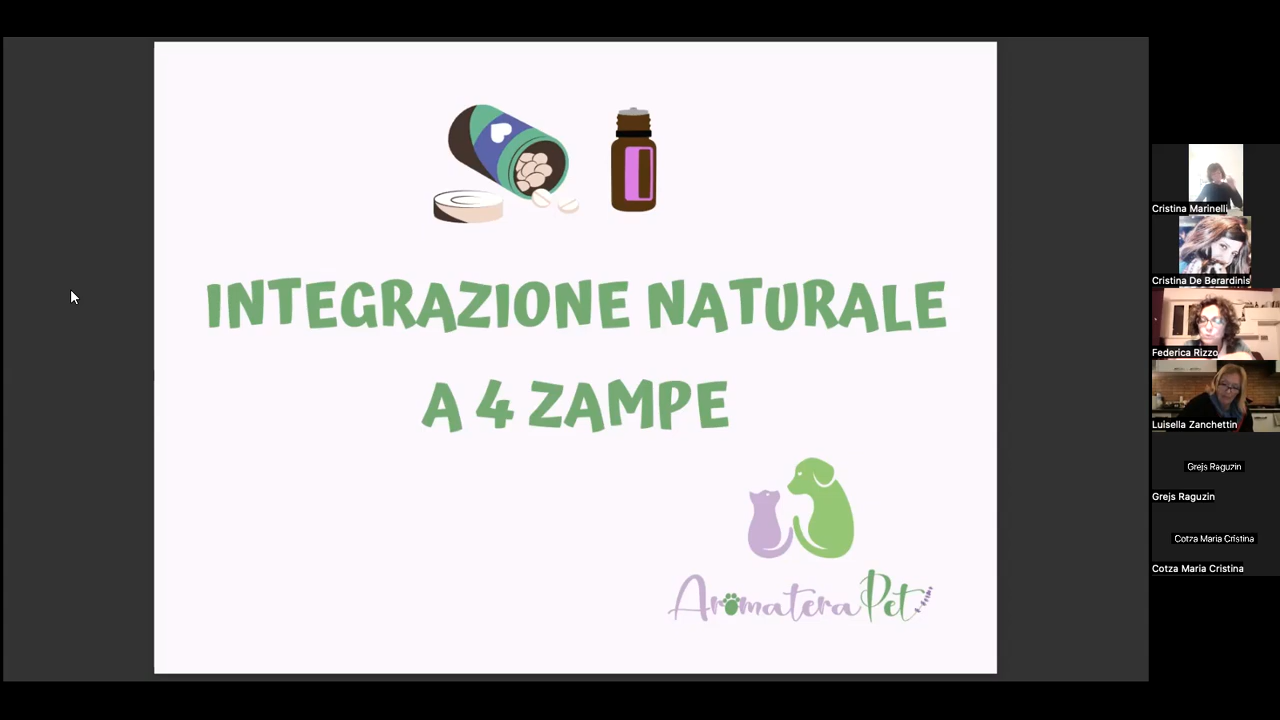 INTEGRAZIONE NATURALE
A 4 ZAMPE
AromateraPet
Cristina Marinelli
Cristina De Berardinis
Federica Rizzo
Luisella Zanchettin
Grejs Raguzin
Grejs Raguzin
Cotza Maria Cristina
Cotza Maria Cristina